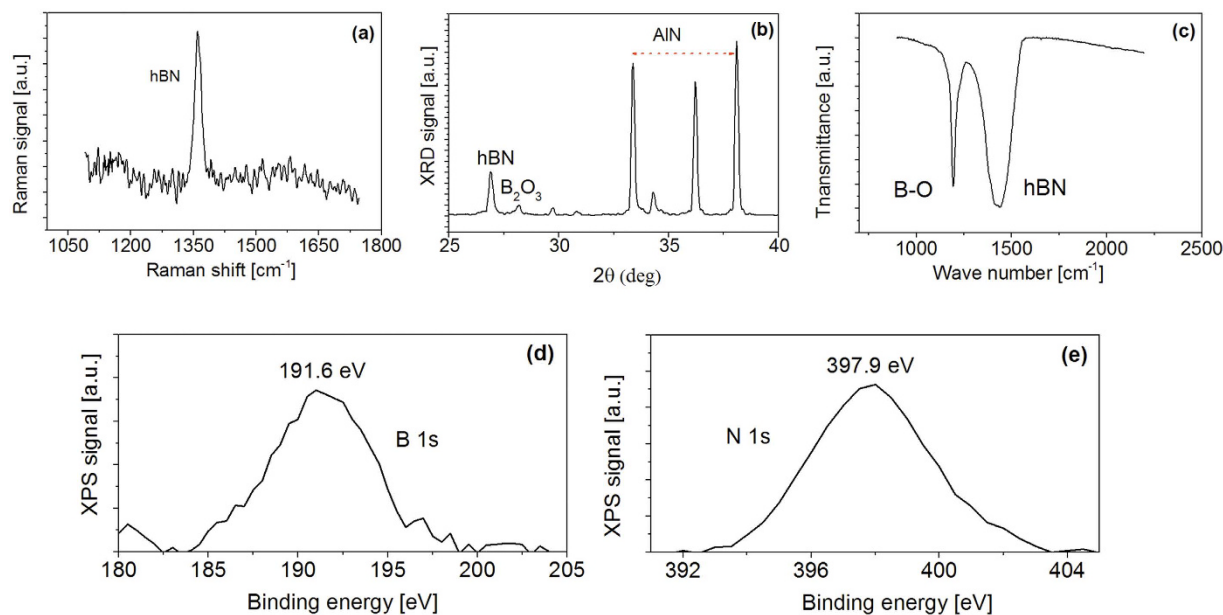 (a)
hBN
Raman signal [a.u.]
1050 1200 1350 1500 1650 1800
Raman shift [cm⁻¹]
(b)
AlN
hBN
B₂O₃
XRD signal [a.u.]
25 30 35 40
2θ (deg)
(c)
B-O
hBN
Tnansmittance [a.u.]
1000 1500 2000 2500
Wave number [cm⁻¹]
(d)
191.6 eV
B 1s
XPS signal [a.u.]
180 185 190 195 200 205
Binding energy [eV]
(e)
397.9 eV
N 1s
XPS signal [a.u.]
392 396 400 404
Binding energy [eV]